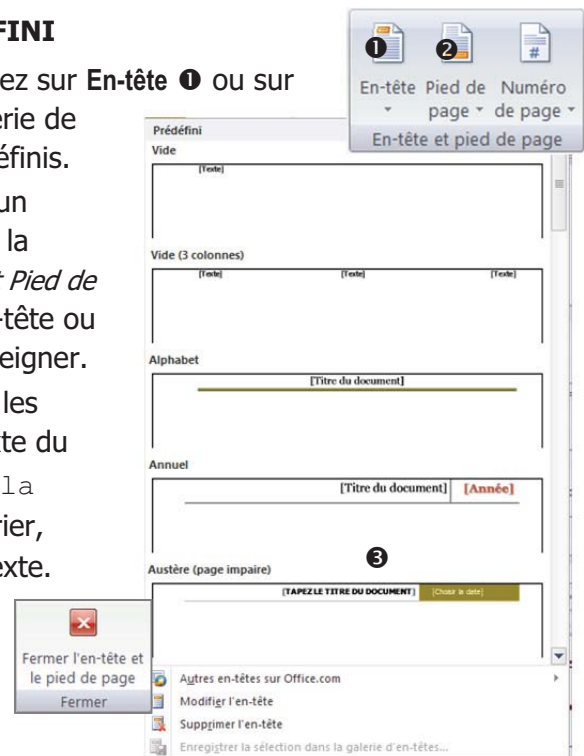 FINI
ez sur En-tête ❶ ou sur
rie de
éfinis.
un
la
t Pied de
-tête ou
eigner.
les
te du
la
rier,
exte.
❶
❷
En-tête
Pied de page
Numéro de page
#
En-tête et pied de page
Prédéfini
Vide
[Texte]
Vide (3 colonnes)
[Texte] [Texte] [Texte]
Alphabet
[Titre du document]
Annuel
[Titre du document] [Année]
❸
Austère (page impaire)
[TAPEZ LE TITRE DU DOCUMENT] [Choisir la date]
Autres en-têtes sur Office.com
Modifier l'en-tête
Supprimer l'en-tête
Enregistrer la sélection dans la galerie d'en-têtes...
Fermer l'en-tête et
le pied de page
Fermer